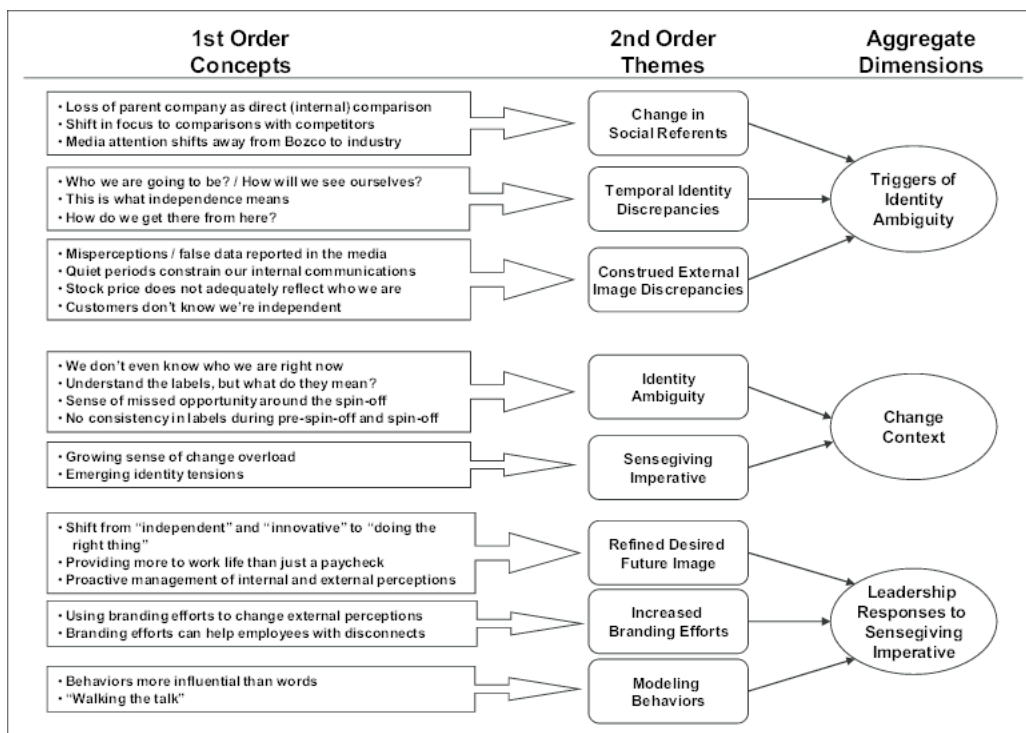 1st Order
Concepts
2nd Order
Themes
Aggregate
Dimensions
• Loss of parent company as direct (internal) comparison
• Shift in focus to comparisons with competitors
• Media attention shifts away from Bozco to industry
Change in
Social Referents
• Who we are going to be? / How will we see ourselves?
• This is what independence means
• How do we get there from here?
Temporal Identity
Discrepancies
• Misperceptions / false data reported in the media
• Quiet periods constrain our internal communications
• Stock price does not adequately reflect who we are
• Customers don't know we're independent
Construed External
Image Discrepancies
Triggers of
Identity
Ambiguity
• We don't even know who we are right now
• Understand the labels, but what do they mean?
• Sense of missed opportunity around the spin-off
• No consistency in labels during pre-spin-off and spin-off
Identity
Ambiguity
• Growing sense of change overload
• Emerging identity tensions
Sensegiving
Imperative
Change
Context
• Shift from “independent” and “innovative” to “doing the
right thing”
• Providing more to work life than just a paycheck
• Proactive management of internal and external perceptions
Refined Desired
Future Image
• Using branding efforts to change external perceptions
• Branding efforts can help employees with disconnects
Increased
Branding Efforts
• Behaviors more influential than words
• “Walking the talk”
Modeling
Behaviors
Leadership
Responses to
Sensegiving
Imperative